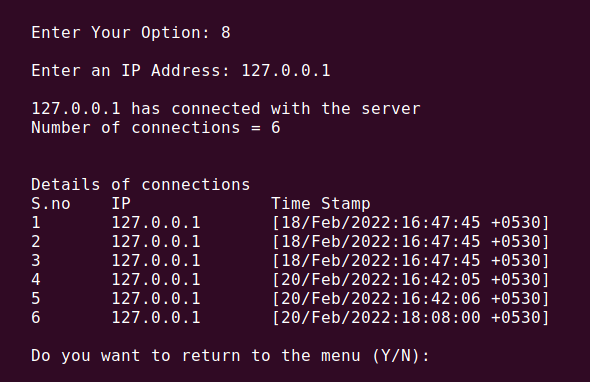 Enter Your Option: 8
Enter an IP Address: 127.0.0.1
127.0.0.1 has connected with the server
Number of connections = 6
Details of connections
S.no    IP              Time Stamp
1       127.0.0.1       [18/Feb/2022:16:47:45 +0530]
2       127.0.0.1       [18/Feb/2022:16:47:45 +0530]
3       127.0.0.1       [18/Feb/2022:16:47:45 +0530]
4       127.0.0.1       [20/Feb/2022:16:42:05 +0530]
5       127.0.0.1       [20/Feb/2022:16:42:06 +0530]
6       127.0.0.1       [20/Feb/2022:18:08:00 +0530]
Do you want to return to the menu (Y/N):